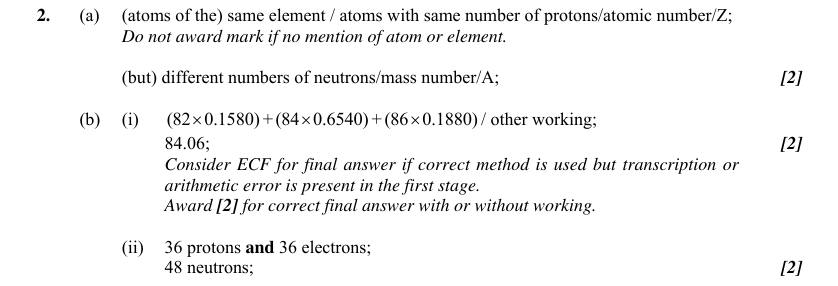 2. (a) (atoms of the) same element / atoms with same number of protons/atomic number/Z;
Do not award mark if no mention of atom or element.
(but) different numbers of neutrons/mass number/A; [2]
(b) (i) (82×0.1580)+(84×0.6540)+(86×0.1880) / other working;
84.06; [2]
Consider ECF for final answer if correct method is used but transcription or
arithmetic error is present in the first stage.
Award [2] for correct final answer with or without working.
(ii) 36 protons and 36 electrons;
48 neutrons; [2]